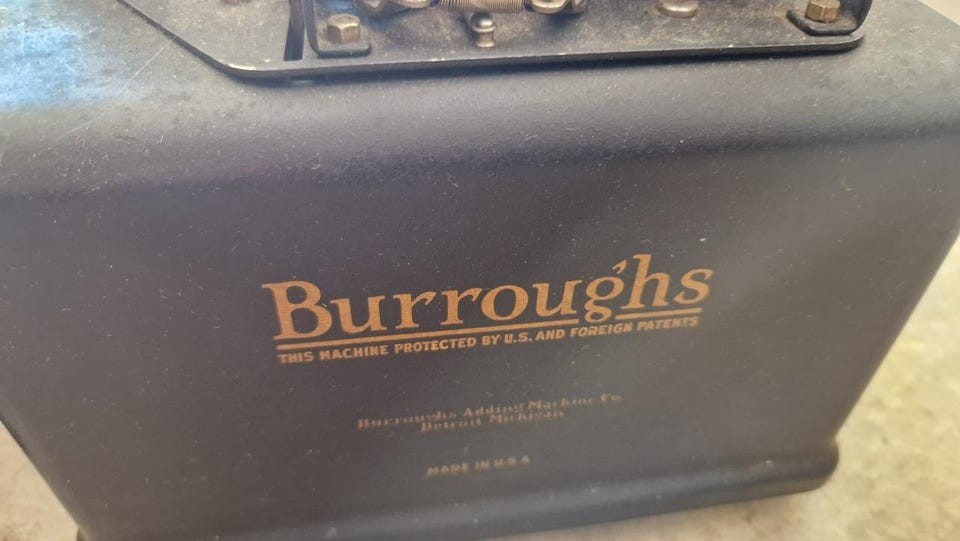 Burroughs
THIS MACHINE PROTECTED BY U.S. AND FOREIGN PATENTS
Burroughs Adding Machine Co.
Detroit Michigan
MADE IN U.S.A